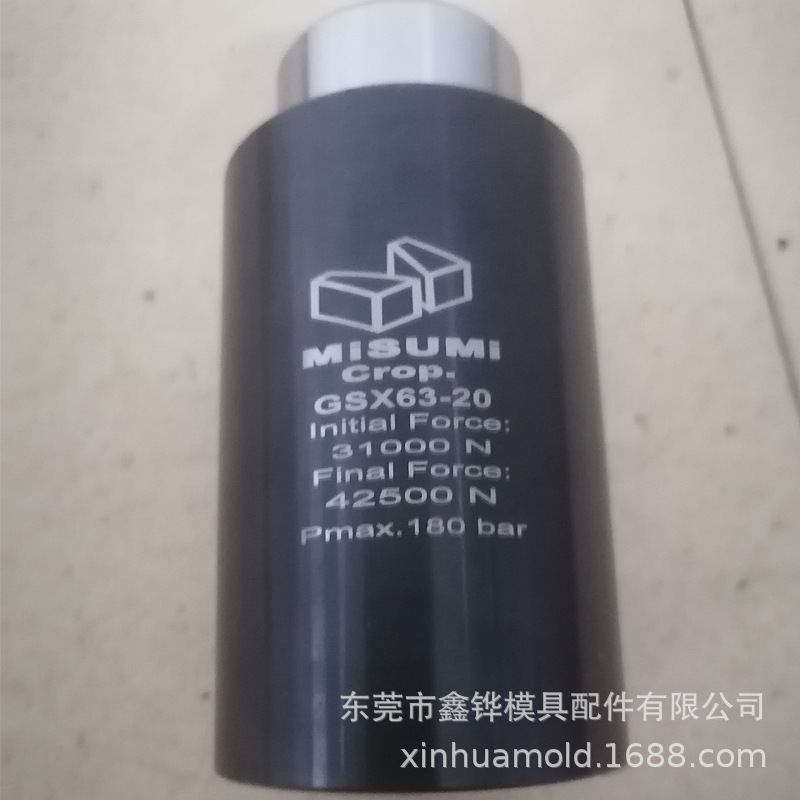 MiSUMi
Crop.
GSX63-20
Initial Force:
31000 N
Final Force:
42500 N
Pmax.180 bar
东莞市鑫铧模具配件有限公司
xinhuamold.1688.com